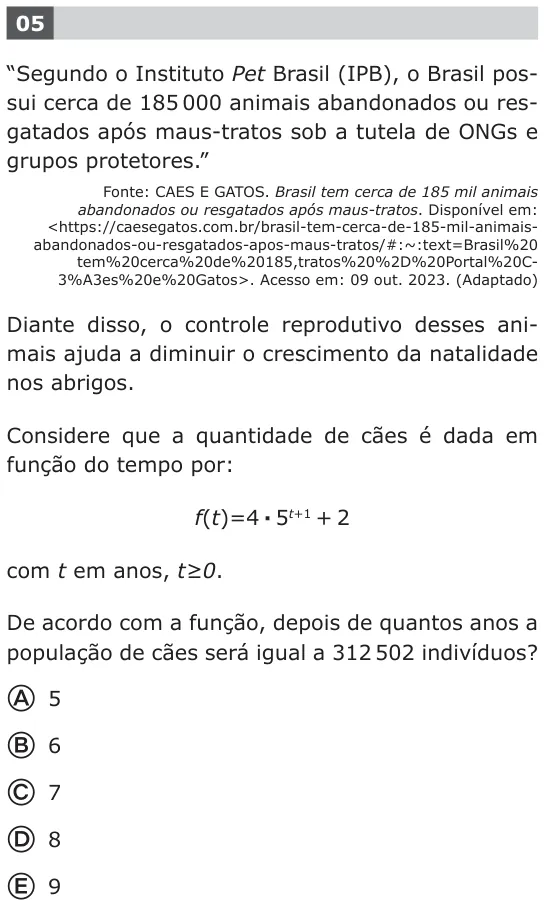 05
“Segundo o Instituto Pet Brasil (IPB), o Brasil pos-
sui cerca de 185 000 animais abandonados ou res-
gatados após maus-tratos sob a tutela de ONGs e
grupos protetores.”
Fonte: CAES E GATOS. Brasil tem cerca de 185 mil animais
abandonados ou resgatados após maus-tratos. Disponível em:
<https://caesegatos.com.br/brasil-tem-cerca-de-185-mil-animais-
abandonados-ou-resgatados-apos-maus-tratos/#:~:text=Brasil%20
tem%20cerca%20de%20185,tratos%20%2D%20Portal%20C-
3%A3es%20e%20Gatos>. Acesso em: 09 out. 2023. (Adaptado)
Diante disso, o controle reprodutivo desses ani-
mais ajuda a diminuir o crescimento da natalidade
nos abrigos.
Considere que a quantidade de cães é dada em
função do tempo por:
f(t)=4 · 5ᵗ⁺¹ + 2
com t em anos, t≥0.
De acordo com a função, depois de quantos anos a
população de cães será igual a 312 502 indivíduos?
A 5
B 6
C 7
D 8
E 9